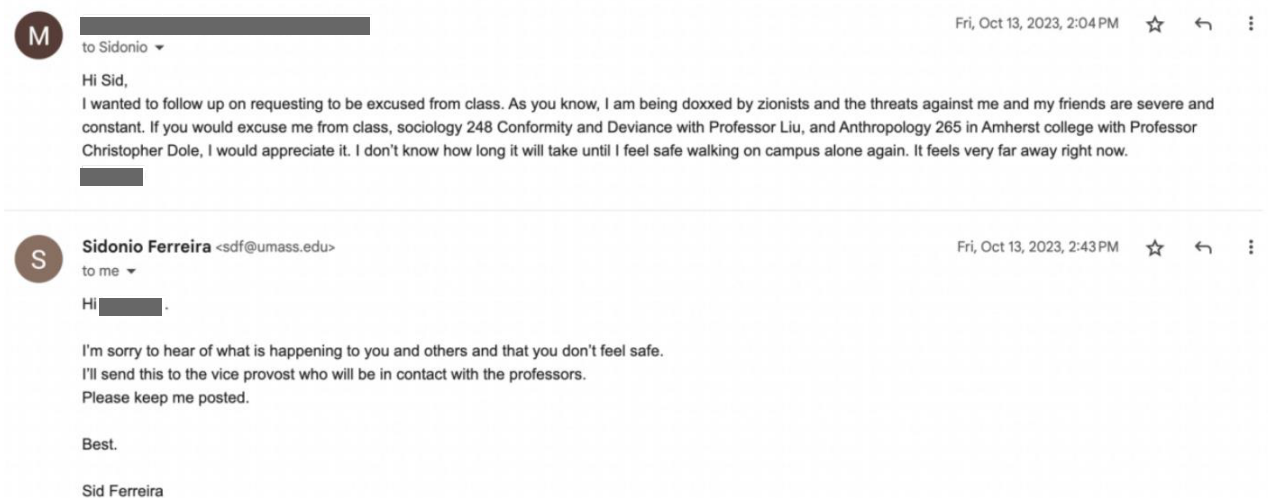 M
Fri, Oct 13, 2023, 2:04 PM
to Sidonio
Hi Sid,
I wanted to follow up on requesting to be excused from class. As you know, I am being doxxed by zionists and the threats against me and my friends are severe and
constant. If you would excuse me from class, sociology 248 Conformity and Deviance with Professor Liu, and Anthropology 265 in Amherst college with Professor
Christopher Dole, I would appreciate it. I don't know how long it will take until I feel safe walking on campus alone again. It feels very far away right now.
S
Sidonio Ferreira <sdf@umass.edu>
Fri, Oct 13, 2023, 2:43 PM
to me
Hi .
I'm sorry to hear of what is happening to you and others and that you don't feel safe.
I'll send this to the vice provost who will be in contact with the professors.
Please keep me posted.
Best.
Sid Ferreira